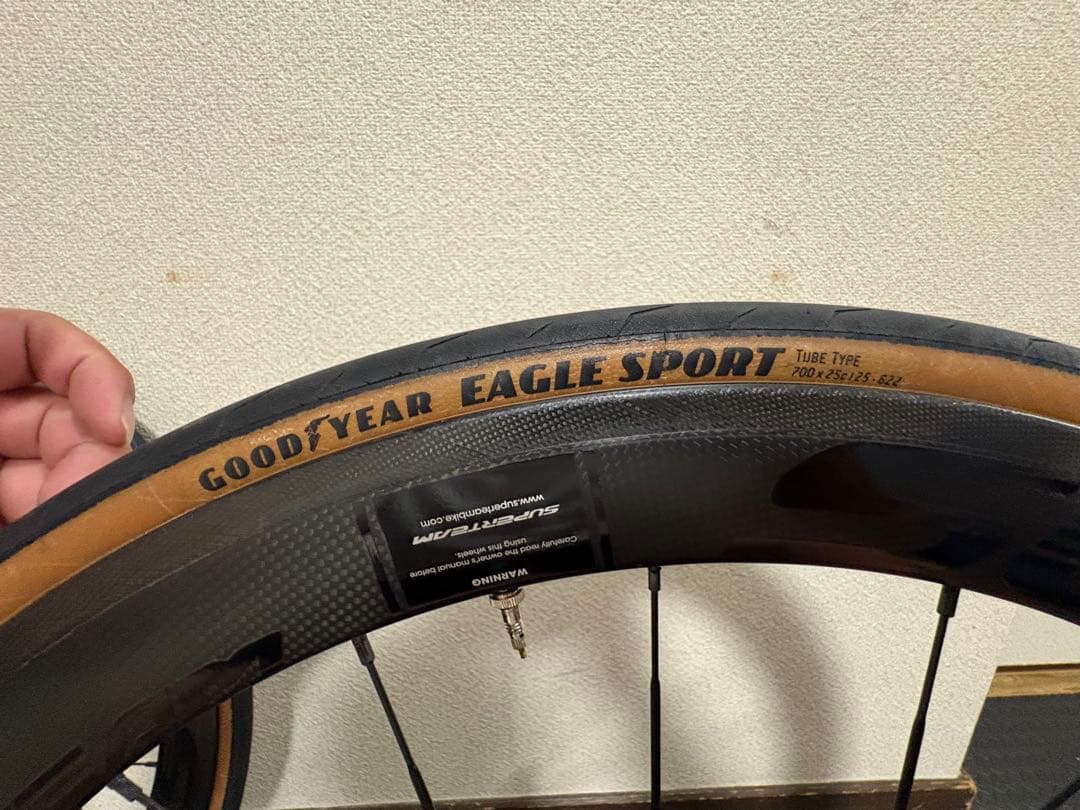 GOODYEAR EAGLE SPORT
TUBE TYPE
700x25c|25-622
WARNING
Carefully read the owner's manual before
using this wheels.
SUPERTEAM
www.superteambike.com